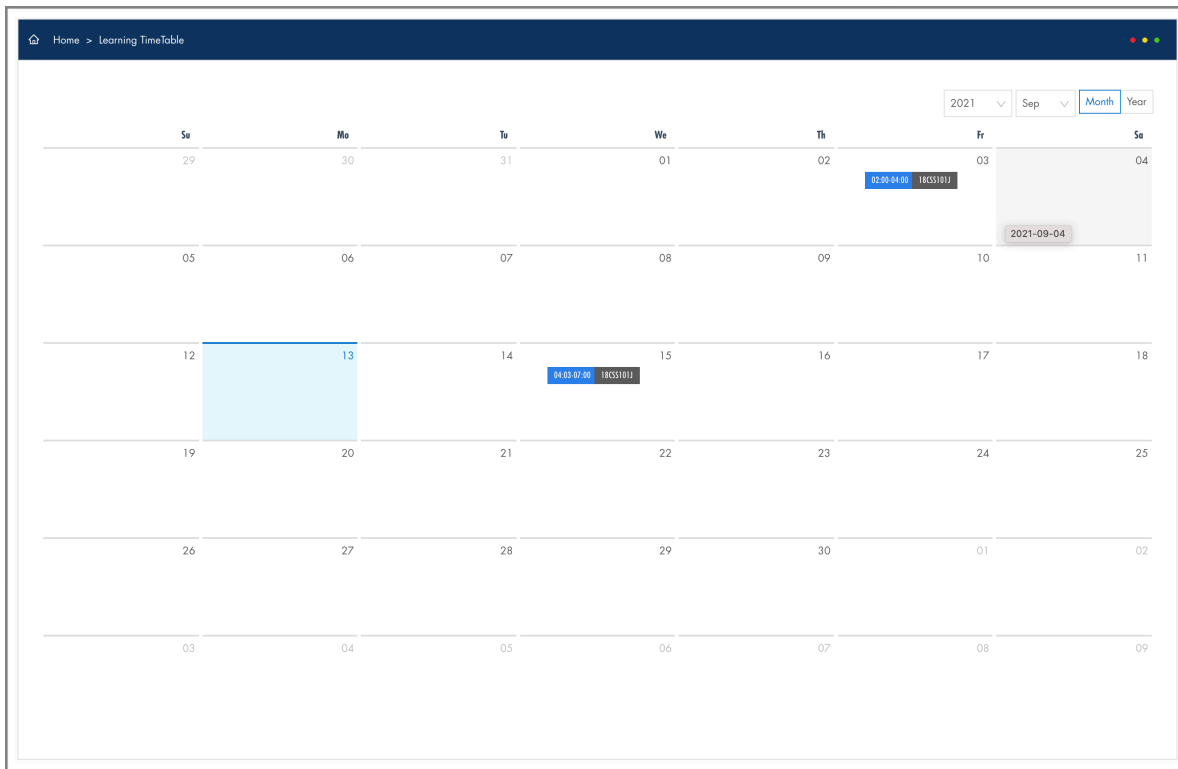 Home > Learning TimeTable
2021 Sep Month Year
Su Mo Tu We Th Fr Sa
29 30 31 01 02 03 04
02:00-04:00 18CSS101J
2021-09-04
05 06 07 08 09 10 11
12 13 14 15 16 17 18
04:03-07:00 18CSS101J
19 20 21 22 23 24 25
26 27 28 29 30 01 02
03 04 05 06 07 08 09